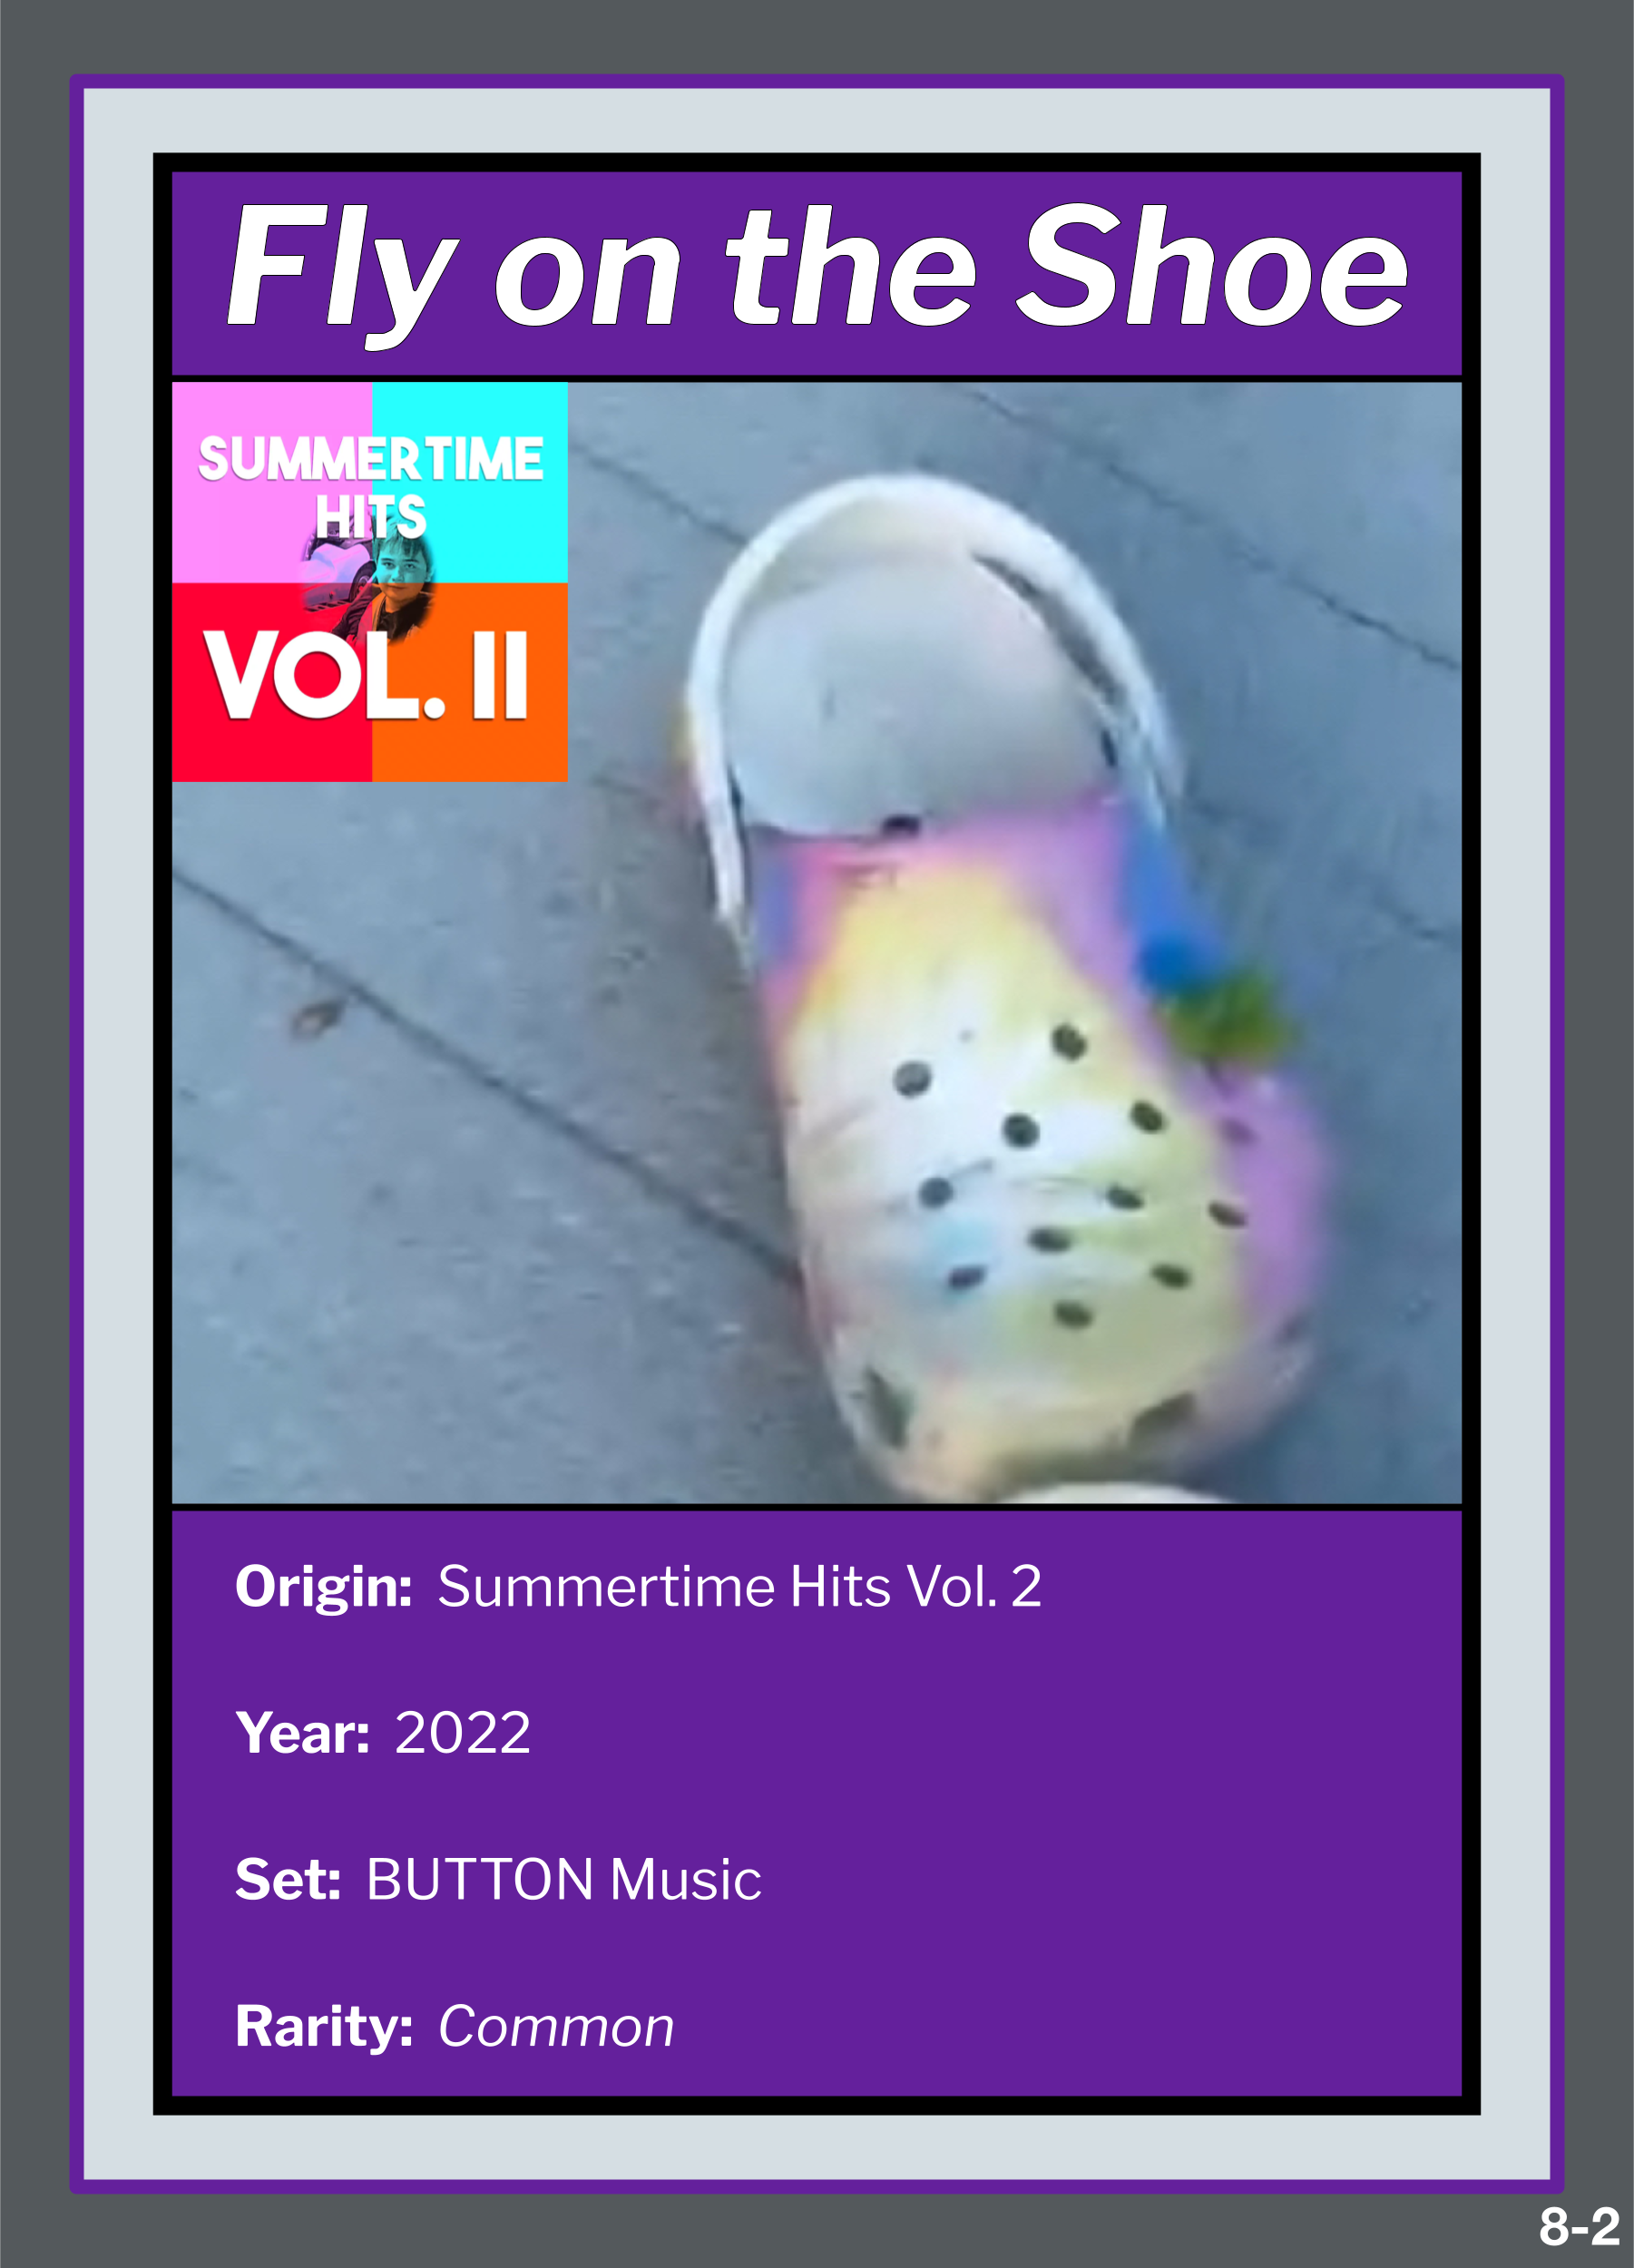 Fly on the Shoe
SUMMERTIME
HITS
VOL. II
Origin: Summertime Hits Vol. 2
Year: 2022
Set: BUTTON Music
Rarity: Common
8-2